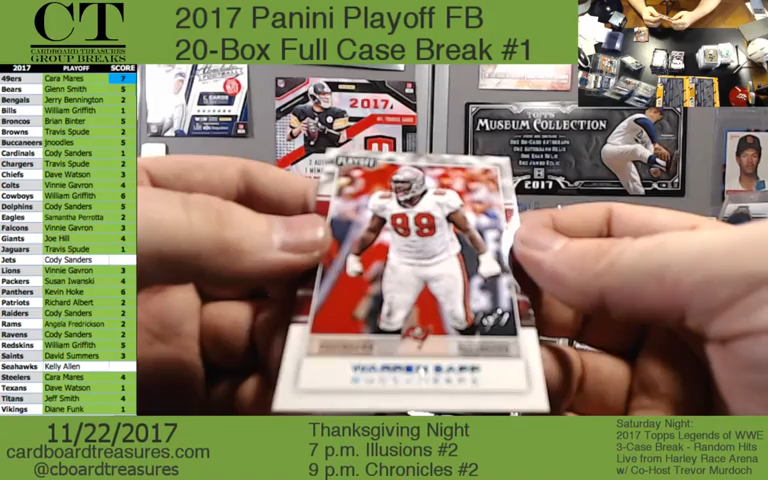 CT
CARDBOARD TREASURES
GROUP BREAKS
2017 Panini Playoff FB
20-Box Full Case Break #1
2017 PLAYOFF SCORE
49ers Cara Mares 7
Bears Glenn Smith 5
Bengals Jerry Bennington 2
Bills William Griffith 1
Broncos Brian Binter 5
Browns Travis Spude 2
Buccaneers Jnoodles 5
Cardinals Cody Sanders 1
Chargers Travis Spude 2
Chiefs Dave Watson 3
Colts Vinnie Gavron 4
Cowboys William Griffith 6
Dolphins Cody Sanders 5
Eagles Samantha Perrotta 2
Falcons Vinnie Gavron 3
Giants Joe Hill 4
Jaguars Travis Spude 1
Jets Cody Sanders
Lions Vinnie Gavron 3
Packers Susan Iwanski 4
Panthers Kevin Hoke 6
Patriots Richard Albert 2
Raiders Cody Sanders 2
Rams Angela Fredrickson 2
Ravens Cody Sanders 2
Redskins William Griffith 5
Saints David Summers 3
Seahawks Kelly Allen
Steelers Cara Mares 4
Texans Dave Watson 1
Titans Jeff Smith 4
Vikings Diane Funk 1
2017
TOPPS
MUSEUM COLLECTION
2017
PLAYOFF
99
WARREN SAPP
BUCCANEERS
11/22/2017
cardboardtreasures.com
@cboardtreasures
Thanksgiving Night
7 p.m. Illusions #2
9 p.m. Chronicles #2
Saturday Night:
2017 Topps Legends of WWE
3-Case Break - Random Hits
Live from Harley Race Arena
w/ Co-Host Trevor Murdoch